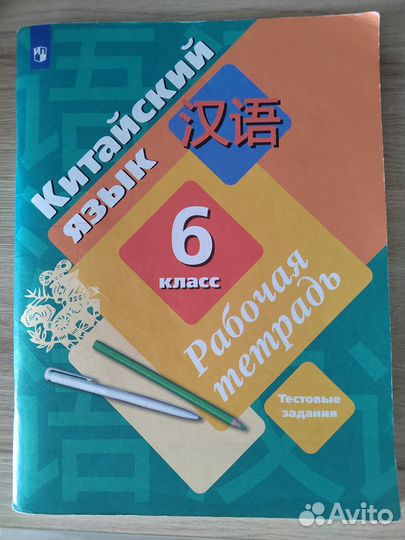 Китайский
язык
汉语
6
класс
Рабочая
тетрадь
Тестовые
задания
Avito